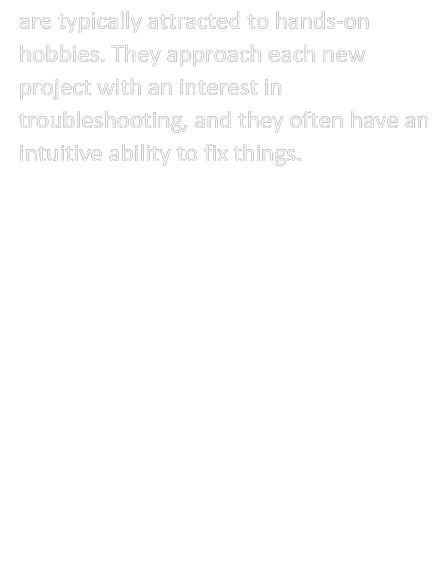 are typically attracted to hands-on
hobbies. They approach each new
project with an interest in
troubleshooting, and they often have an
intuitive ability to fix things.